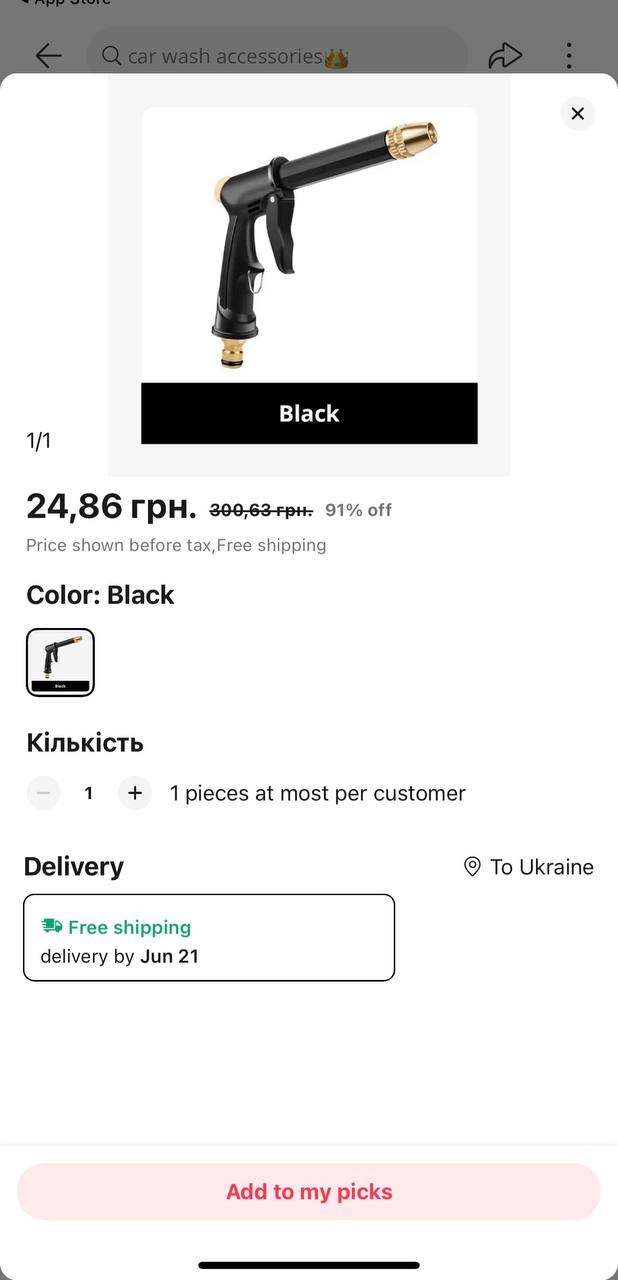 App Store
car wash accessories👑
Black
1/1
24,86 грн. 300,63 грн. 91% off
Price shown before tax,Free shipping
Color: Black
Black
Кількість
1 1 pieces at most per customer
Delivery To Ukraine
Free shipping
delivery by Jun 21
Add to my picks